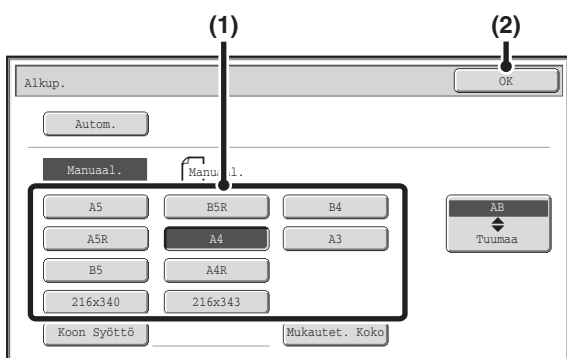 (1) (2)
Alkup. OK
Autom.
Manuaal. Manuaal.
A5 B5R B4 AB
A5R A4 A3 Tuumaa
B5 A4R
216x340 216x343
Koon Syöttö Mukautet. Koko